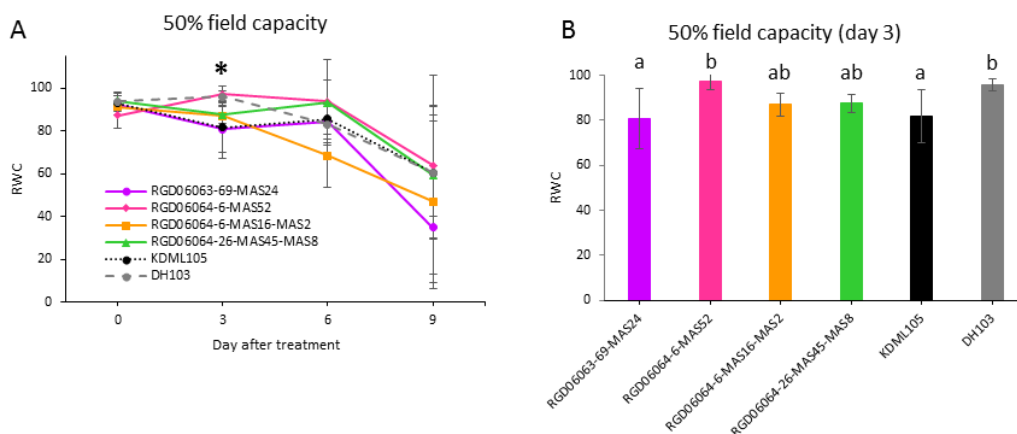 A
50% field capacity
*
100
80
60
40
20
0
RWC
RGD06063-69-MAS24
RGD06064-6-MAS52
RGD06064-6-MAS16-MAS2
RGD06064-26-MAS45-MAS8
KDML105
DH103
0 3 6 9
Day after treatment
B
50% field capacity (day 3)
a b ab ab a b
100
80
60
40
20
0
RWC
RGD06063-69-MAS24
RGD06064-6-MAS52
RGD06064-6-MAS16-MAS2
RGD06064-26-MAS45-MAS8
KDML105
DH103